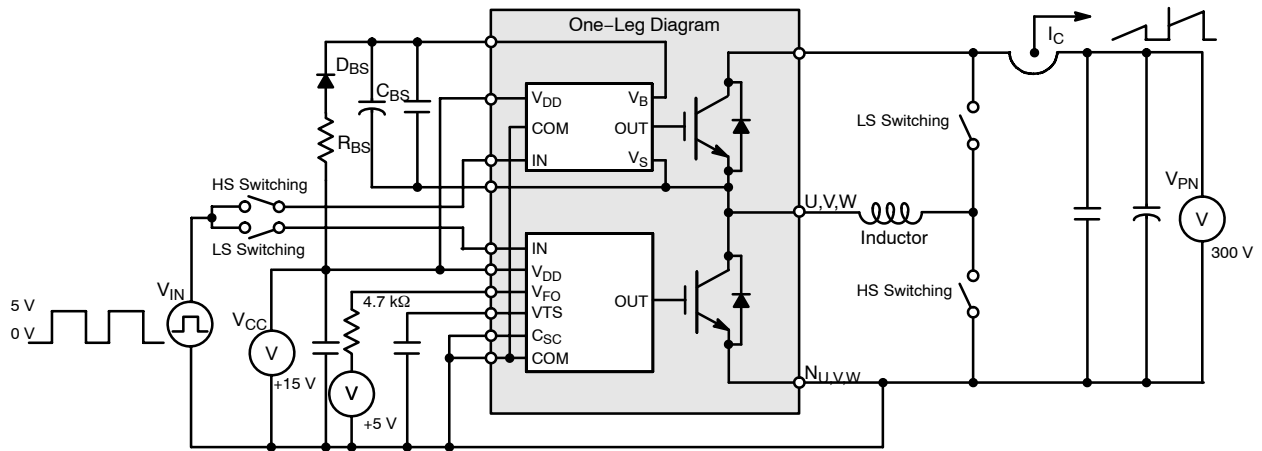 One−Leg Diagram
I_C
D_BS
C_BS
R_BS
V_DD
COM
IN
V_B
OUT
V_S
LS Switching
HS Switching
LS Switching
U,V,W
Inductor
V_PN
V
300 V
IN
V_DD
V_FO
VTS
C_SC
COM
OUT
HS Switching
4.7 kΩ
V_IN
5 V
0 V
V_CC
V
+15 V
V
+5 V
N_U,V,W